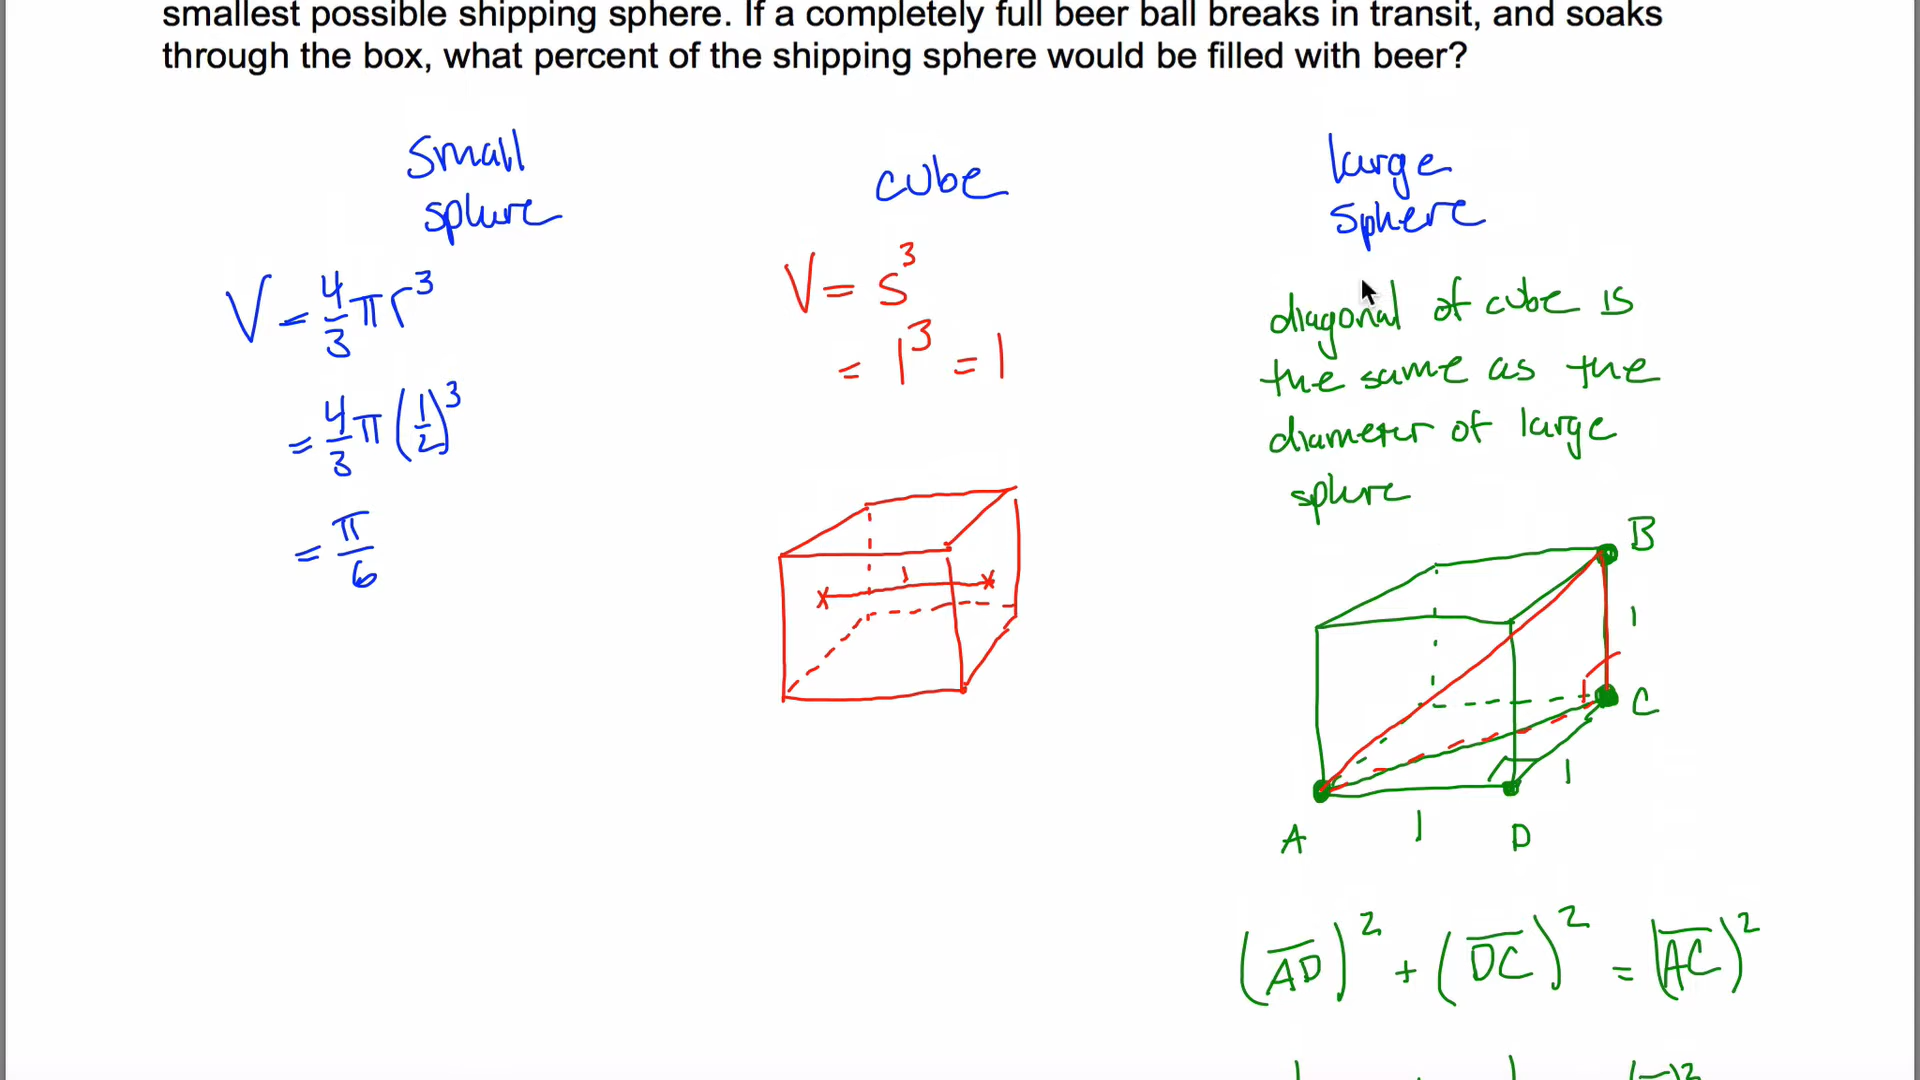 smallest possible shipping sphere. If a completely full beer ball breaks in transit, and soaks
through the box, what percent of the shipping sphere would be filled with beer?
small
sphere
V = 4/3 π r³
= 4/3 π (1/2)³
= π/6
cube
V = s³
= 1³ = 1
1
large
sphere
diagonal of cube is
the same as the
diameter of large
sphere
B
1
C
1
A
1
D
(AD)² + (DC)² = (AC)²